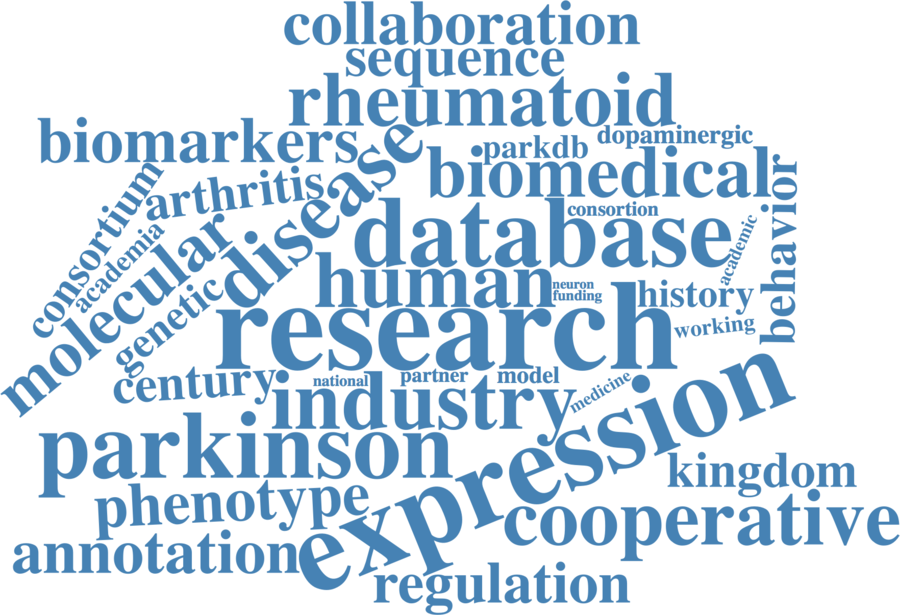 collaboration
sequence
rheumatoid
biomarkers
parkdb
dopaminergic
disease
biomedical
arthritis
consortium
academia
molecular
database
consortion
academic
behavior
human
neuron
funding
history
genetic
research
working
century
national
partner
model
medicine
industry
parkinson
expression
kingdom
phenotype
cooperative
annotation
regulation